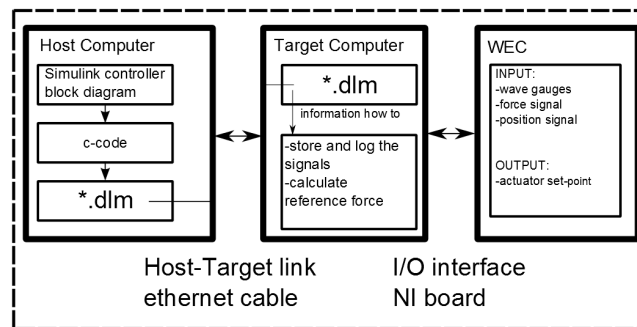 Host Computer
Simulink controller
block diagram
c-code
*.dlm
Target Computer
*.dlm
information how to
-store and log the
signals
-calculate
reference force
WEC
INPUT:
-wave gauges
-force signal
-position signal
OUTPUT:
-actuator set-point
Host-Target link
ethernet cable
I/O interface
NI board